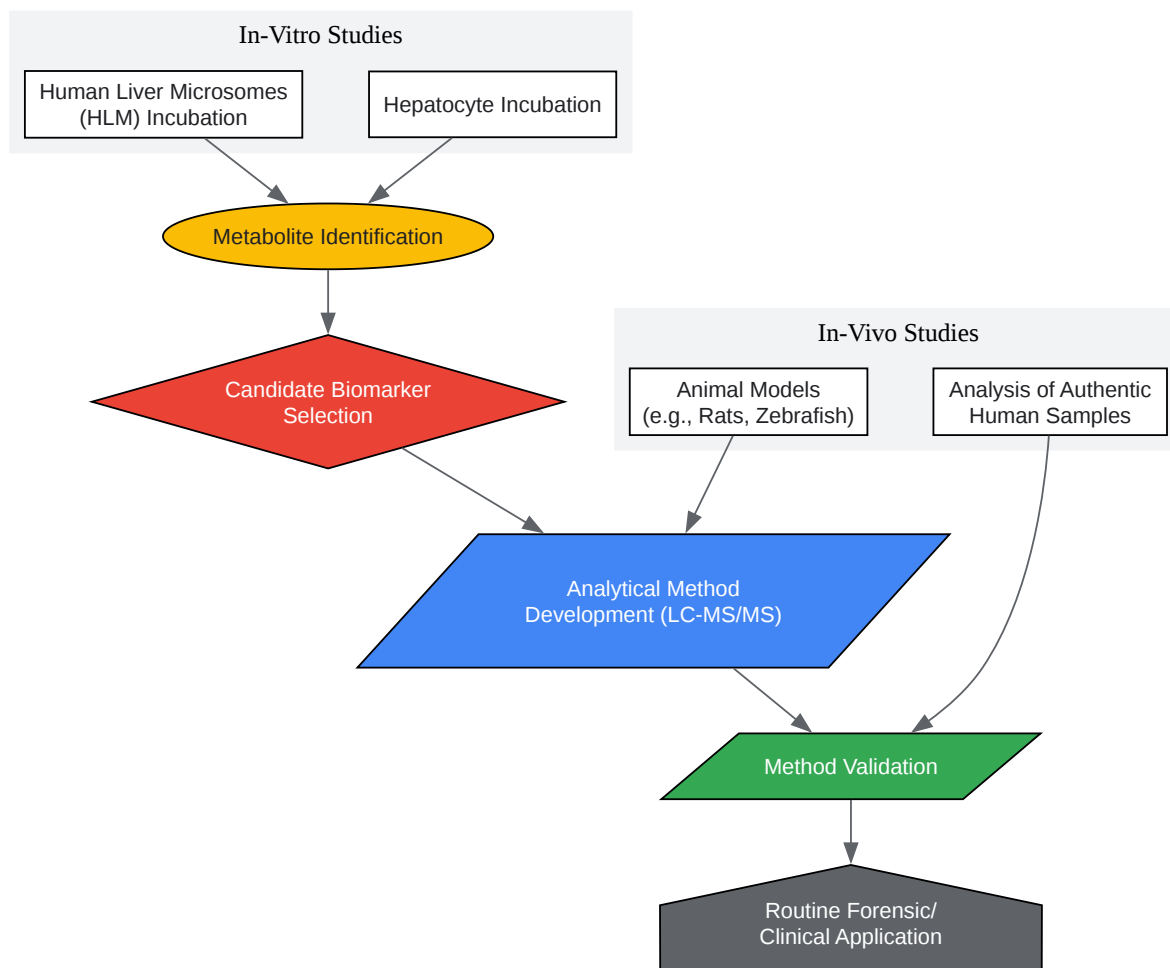 In-Vitro Studies
Human Liver Microsomes
(HLM) Incubation
Hepatocyte Incubation
Metabolite Identification
Candidate Biomarker
Selection
In-Vivo Studies
Animal Models
(e.g., Rats, Zebrafish)
Analysis of Authentic
Human Samples
Analytical Method
Development (LC-MS/MS)
Method Validation
Routine Forensic/
Clinical Application